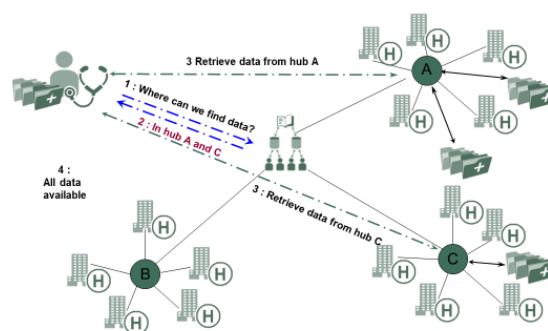 3 Retrieve data from hub A
1 : Where can we find data?
2 : In hub A and C
3 : Retrieve data from hub C
4 :
All data
available
A
H
H
H
H
H
B
H
H
H
H
H
C
H
H
H
H
H